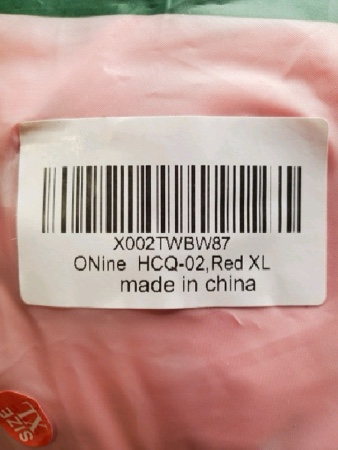 X002TWBW87
ONine HCQ-02,Red XL
made in china
SIZE
XL